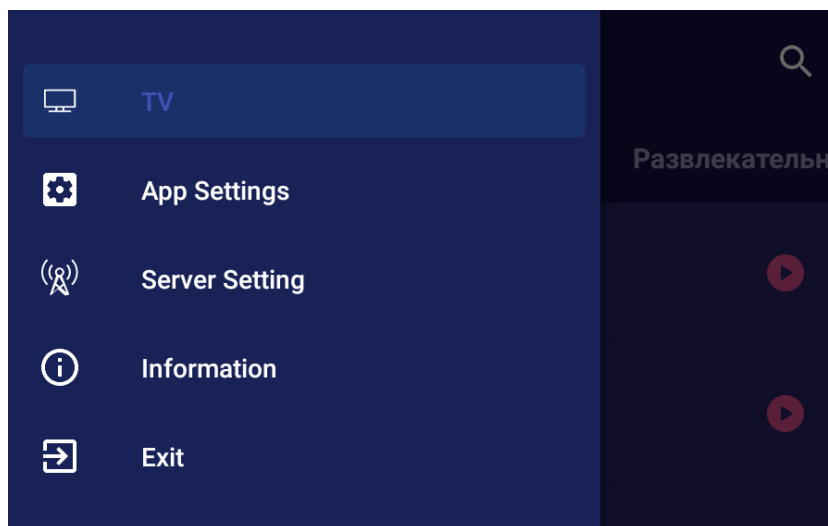 TV
Развлекательн
App Settings
Server Setting
Information
Exit